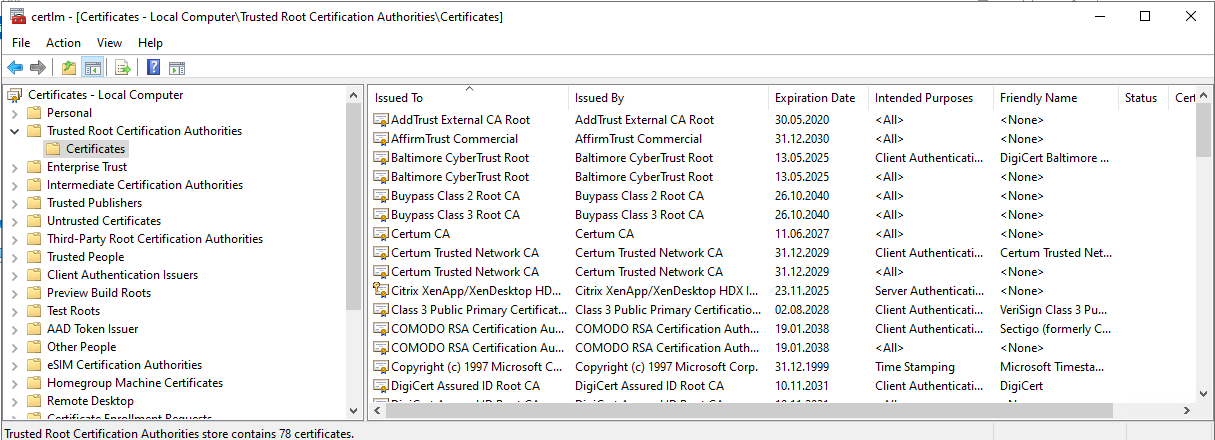 certlm - [Certificates - Local Computer\Trusted Root Certification Authorities\Certificates]
File Action View Help
Certificates - Local Computer
Personal
Trusted Root Certification Authorities
Certificates
Enterprise Trust
Intermediate Certification Authorities
Trusted Publishers
Untrusted Certificates
Third-Party Root Certification Authorities
Trusted People
Client Authentication Issuers
Preview Build Roots
Test Roots
AAD Token Issuer
Other People
eSIM Certification Authorities
Homegroup Machine Certificates
Remote Desktop
Certificate Enrollment Requests
Issued To Issued By Expiration Date Intended Purposes Friendly Name Status Cert
AddTrust External CA Root AddTrust External CA Root 30.05.2020 <All> <None>
AffirmTrust Commercial AffirmTrust Commercial 31.12.2030 <All> <None>
Baltimore CyberTrust Root Baltimore CyberTrust Root 13.05.2025 Client Authenticati... DigiCert Baltimore ...
Baltimore CyberTrust Root Baltimore CyberTrust Root 13.05.2025 <All> <None>
Buypass Class 2 Root CA Buypass Class 2 Root CA 26.10.2040 <All> <None>
Buypass Class 3 Root CA Buypass Class 3 Root CA 26.10.2040 <All> <None>
Certum CA Certum CA 11.06.2027 <All> <None>
Certum Trusted Network CA Certum Trusted Network CA 31.12.2029 Client Authenticati... Certum Trusted Net...
Certum Trusted Network CA Certum Trusted Network CA 31.12.2029 <All> <None>
Citrix XenApp/XenDesktop HD... Citrix XenApp/XenDesktop HDX I... 23.11.2025 Server Authenticati... <None>
Class 3 Public Primary Certificat... Class 3 Public Primary Certificatio... 02.08.2028 Client Authenticati... VeriSign Class 3 Pu...
COMODO RSA Certification Au... COMODO RSA Certification Auth... 19.01.2038 Client Authenticati... Sectigo (formerly C...
COMODO RSA Certification Au... COMODO RSA Certification Auth... 19.01.2038 <All> <None>
Copyright (c) 1997 Microsoft C... Copyright (c) 1997 Microsoft Corp. 31.12.1999 Time Stamping Microsoft Timesta...
DigiCert Assured ID Root CA DigiCert Assured ID Root CA 10.11.2031 Client Authenticati... DigiCert
Trusted Root Certification Authorities store contains 78 certificates.